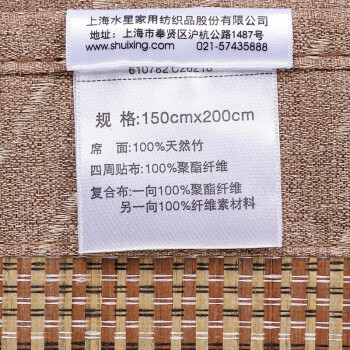 上海水星家用纺织品股份有限公司
地址：上海市奉贤区沪杭公路1487号
www.shuixing.com 021-57435888
610782 C20210
规 格:150cmx200cm
席 面:100%天然竹
四周贴布:100%聚酯纤维
复合布:一向100%聚酯纤维
另一向100%纤维素材料